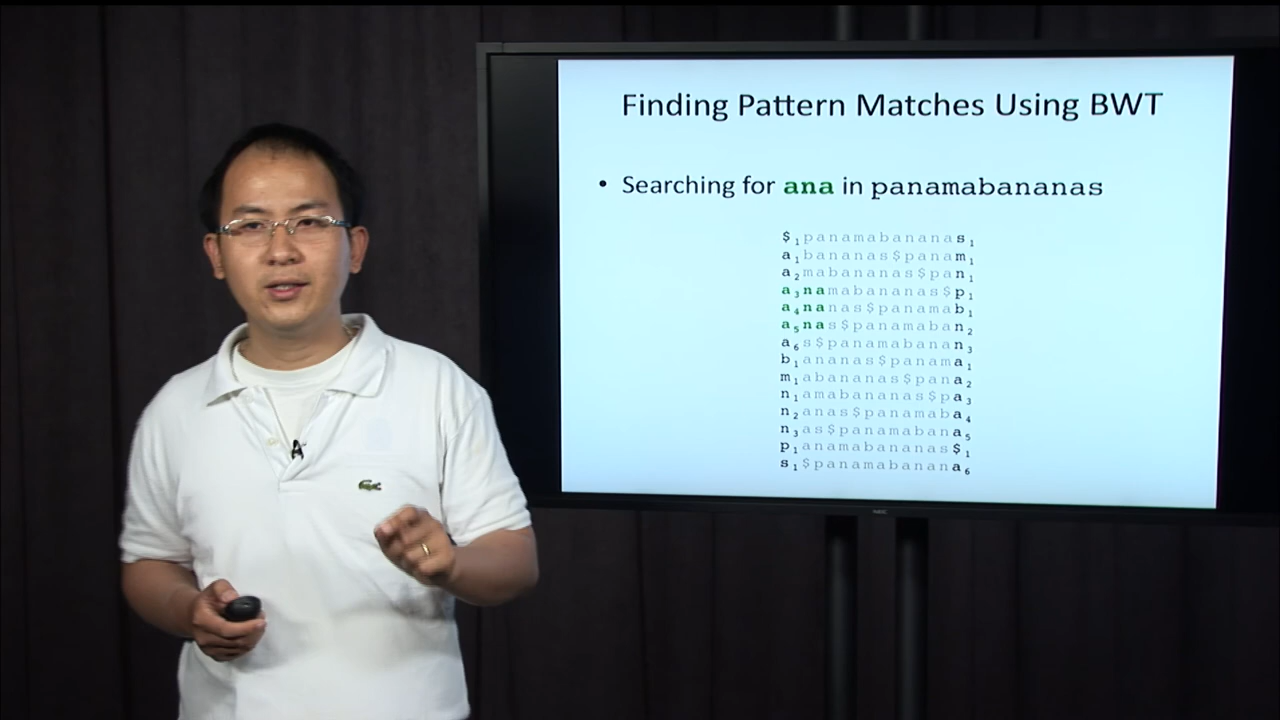 Finding Pattern Matches Using BWT
• Searching for ana in panamabananas
$₁panamabananas₁
a₁bananas$panam₁
a₂mabananas$pan₁
a₃namabananas$p₁
a₄nanas$panamab₁
a₅nas$panamaban₂
a₆s$panamabanan₃
b₁ananas$panama₁
m₁abananas$pana₂
n₁amabananas$pa₃
n₂anas$panamaba₄
n₃as$panamabana₅
p₁anamabananas$₁
s₁$panamabanana₆
NEC